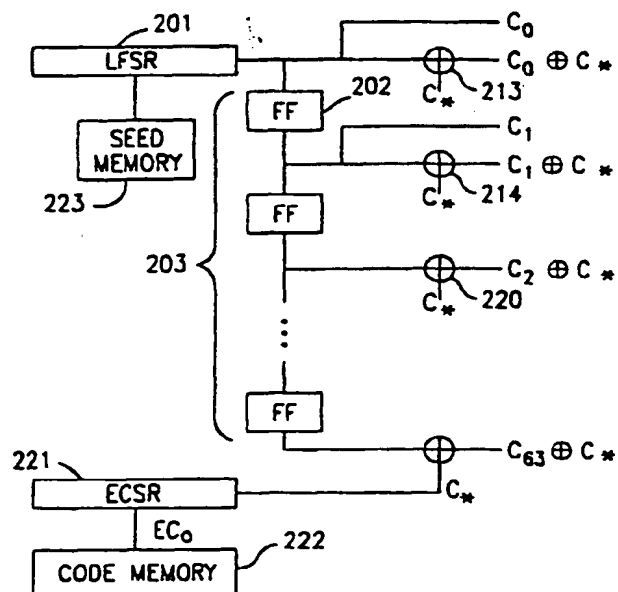 201
C₀
LFSR
C₀ ⊕ C*
202
213
C*
FF
C₁
SEED MEMORY
C₁ ⊕ C*
214
C*
223
FF
203
C₂ ⊕ C*
220
C*
FF
C₆₃ ⊕ C*
221
ECSR
C*
EC₀
222
CODE MEMORY